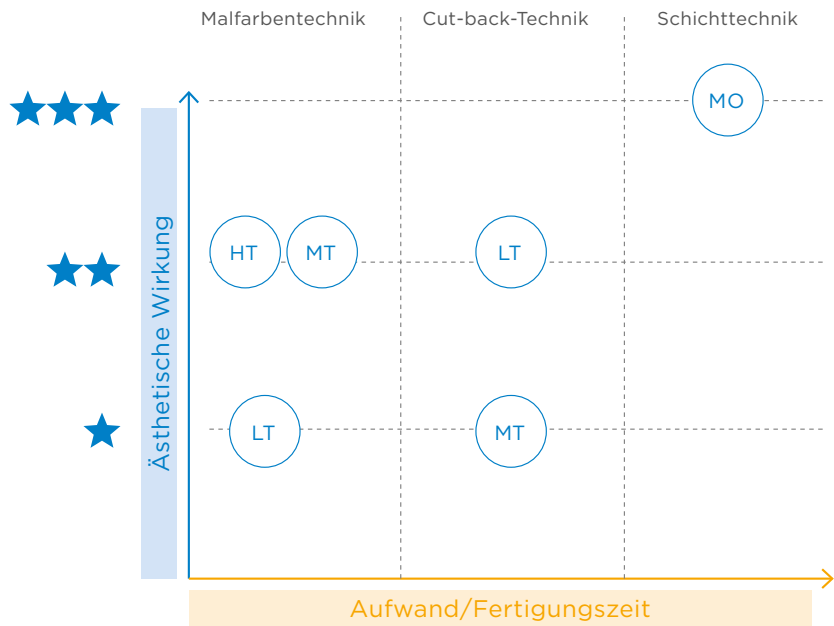 Malfarbentechnik Cut-back-Technik Schichttechnik
MO
HT MT LT
LT MT
Ästhetische Wirkung
Aufwand/Fertigungszeit